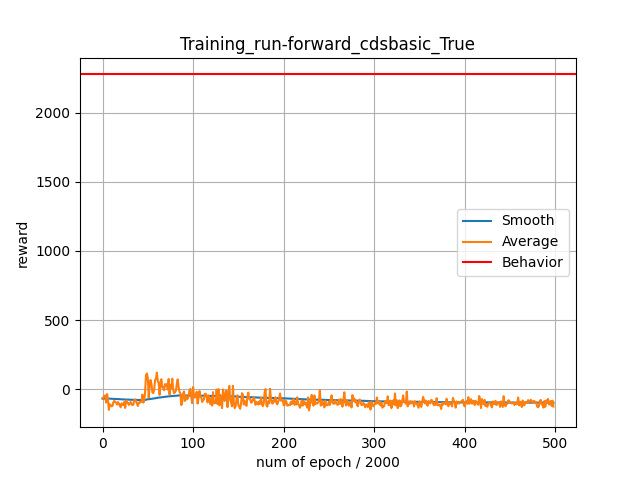 Training_run-forward_cdsbasic_True
2000
1500
1000
500
0
reward
Smooth
Average
Behavior
0 100 200 300 400 500
num of epoch / 2000